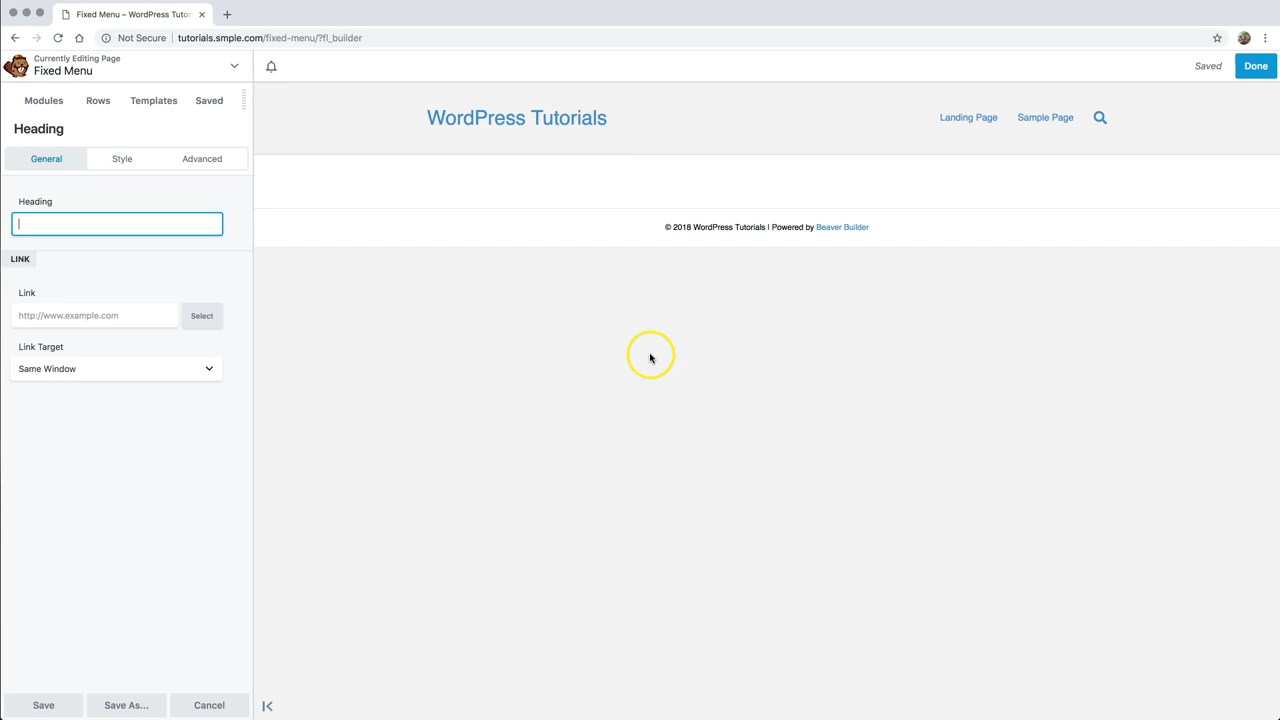 Fixed Menu – WordPress Tutor
Not Secure
tutorials.smple.com/fixed-menu/?fl_builder
Currently Editing Page
Fixed Menu
Saved
Done
Modules
Rows
Templates
Saved
WordPress Tutorials
Landing Page
Sample Page
Heading
General
Style
Advanced
Heading
© 2018 WordPress Tutorials | Powered by Beaver Builder
LINK
Link
http://www.example.com
Select
Link Target
Same Window
Save
Save As...
Cancel